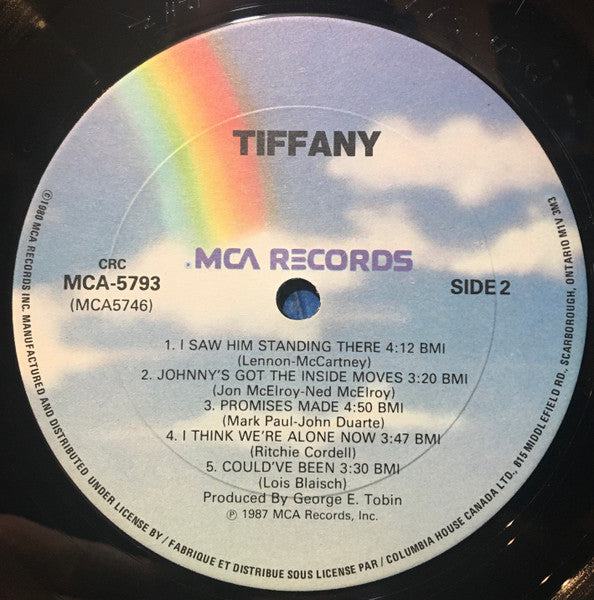 TIFFANY
MCA RECORDS
CRC
MCA-5793
(MCA5746)
SIDE 2
1. I SAW HIM STANDING THERE 4:12 BMI
(Lennon-McCartney)
2. JOHNNY'S GOT THE INSIDE MOVES 3:20 BMI
(Jon McElroy-Ned McElroy)
3. PROMISES MADE 4:50 BMI
(Mark Paul-John Duarte)
4. I THINK WE'RE ALONE NOW 3:47 BMI
(Ritchie Cordell)
5. COULD'VE BEEN 3:30 BMI
(Lois Blaisch)
Produced By George E. Tobin
℗ 1987 MCA Records, Inc.
©1980 MCA RECORDS INC. MANUFACTURED AND DISTRIBUTED UNDER LICENSE BY / FABRIQUE ET DISTRIBUE SOUS LICENSE PAR / COLUMBIA HOUSE CANADA LTD., 815 MIDDLEFIELD RD., SCARBOROUGH, ONTARIO M1V 3M3